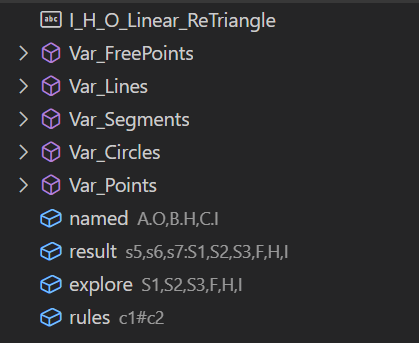 abc I_H_O_Linear_ReTriangle
Var_FreePoints
Var_Lines
Var_Segments
Var_Circles
Var_Points
named A.O,B.H,C.I
result s5,s6,s7:S1,S2,S3,F,H,I
explore S1,S2,S3,F,H,I
rules c1#c2